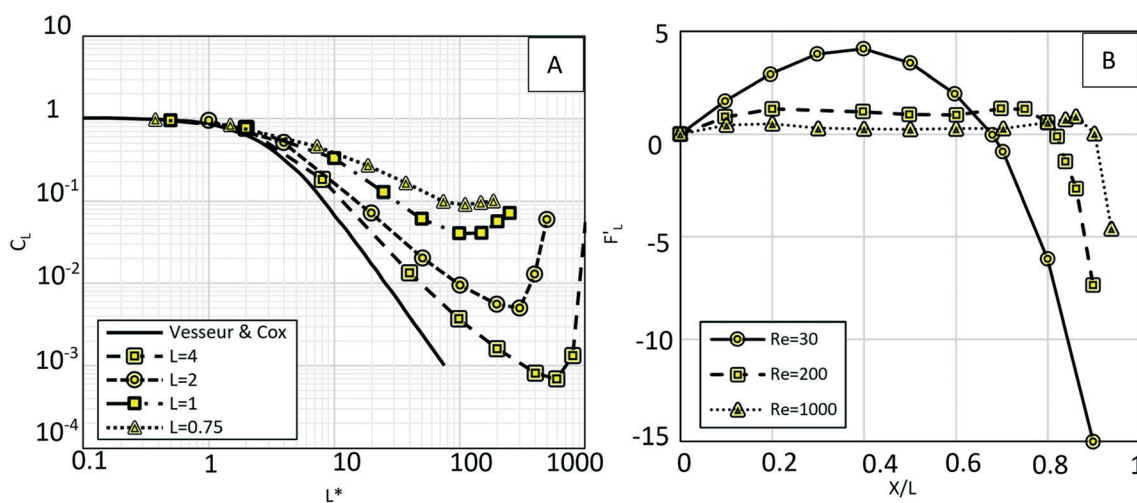 10
1
10^-1
10^-2
10^-3
10^-4
C_L
A
Vesseur & Cox
L=4
L=2
L=1
L=0.75
0.1 1 10 100 1000
L*
5
0
-5
-10
-15
F'_L
B
Re=30
Re=200
Re=1000
0 0.2 0.4 0.6 0.8 1
X/L